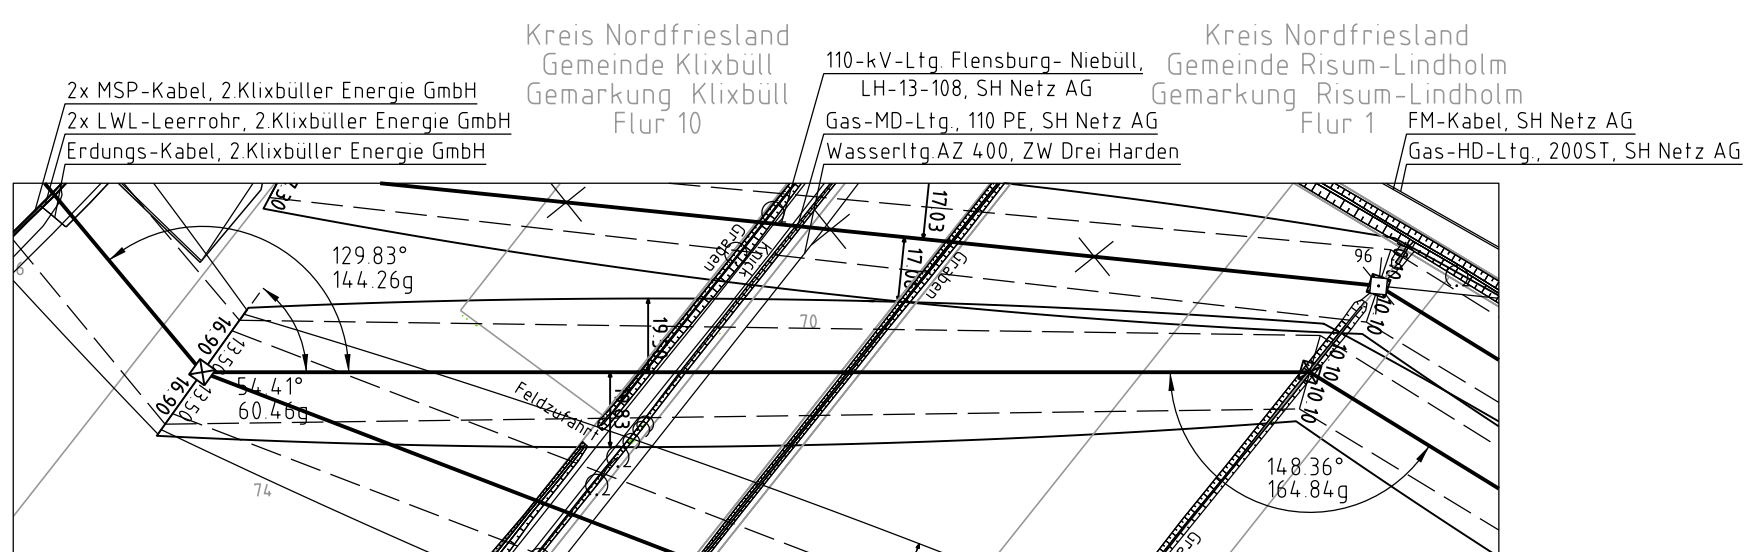 Kreis Nordfriesland
Gemeinde Klixbüll
Gemarkung Klixbüll
Flur 10
Kreis Nordfriesland
Gemeinde Risum-Lindholm
Gemarkung Risum-Lindholm
Flur 1
2x MSP-Kabel, 2.Klixbüller Energie GmbH
2x LWL-Leerrohr, 2.Klixbüller Energie GmbH
Erdungs-Kabel, 2.Klixbüller Energie GmbH
110-kV-Ltg. Flensburg- Niebüll,
LH-13-108, SH Netz AG
Gas-MD-Ltg., 110 PE, SH Netz AG
Wasserltg.AZ 400, ZW Drei Harden
FM-Kabel, SH Netz AG
Gas-HD-Ltg., 200ST, SH Netz AG
17.03
129.83°
144.26g
Graben
Knick
Graben
96
70
16.90
13.50
16.90
13.50
54.41°
60.46g
Feldzufahrt
10.10
10.10
10.10
148.36°
164.84g
74